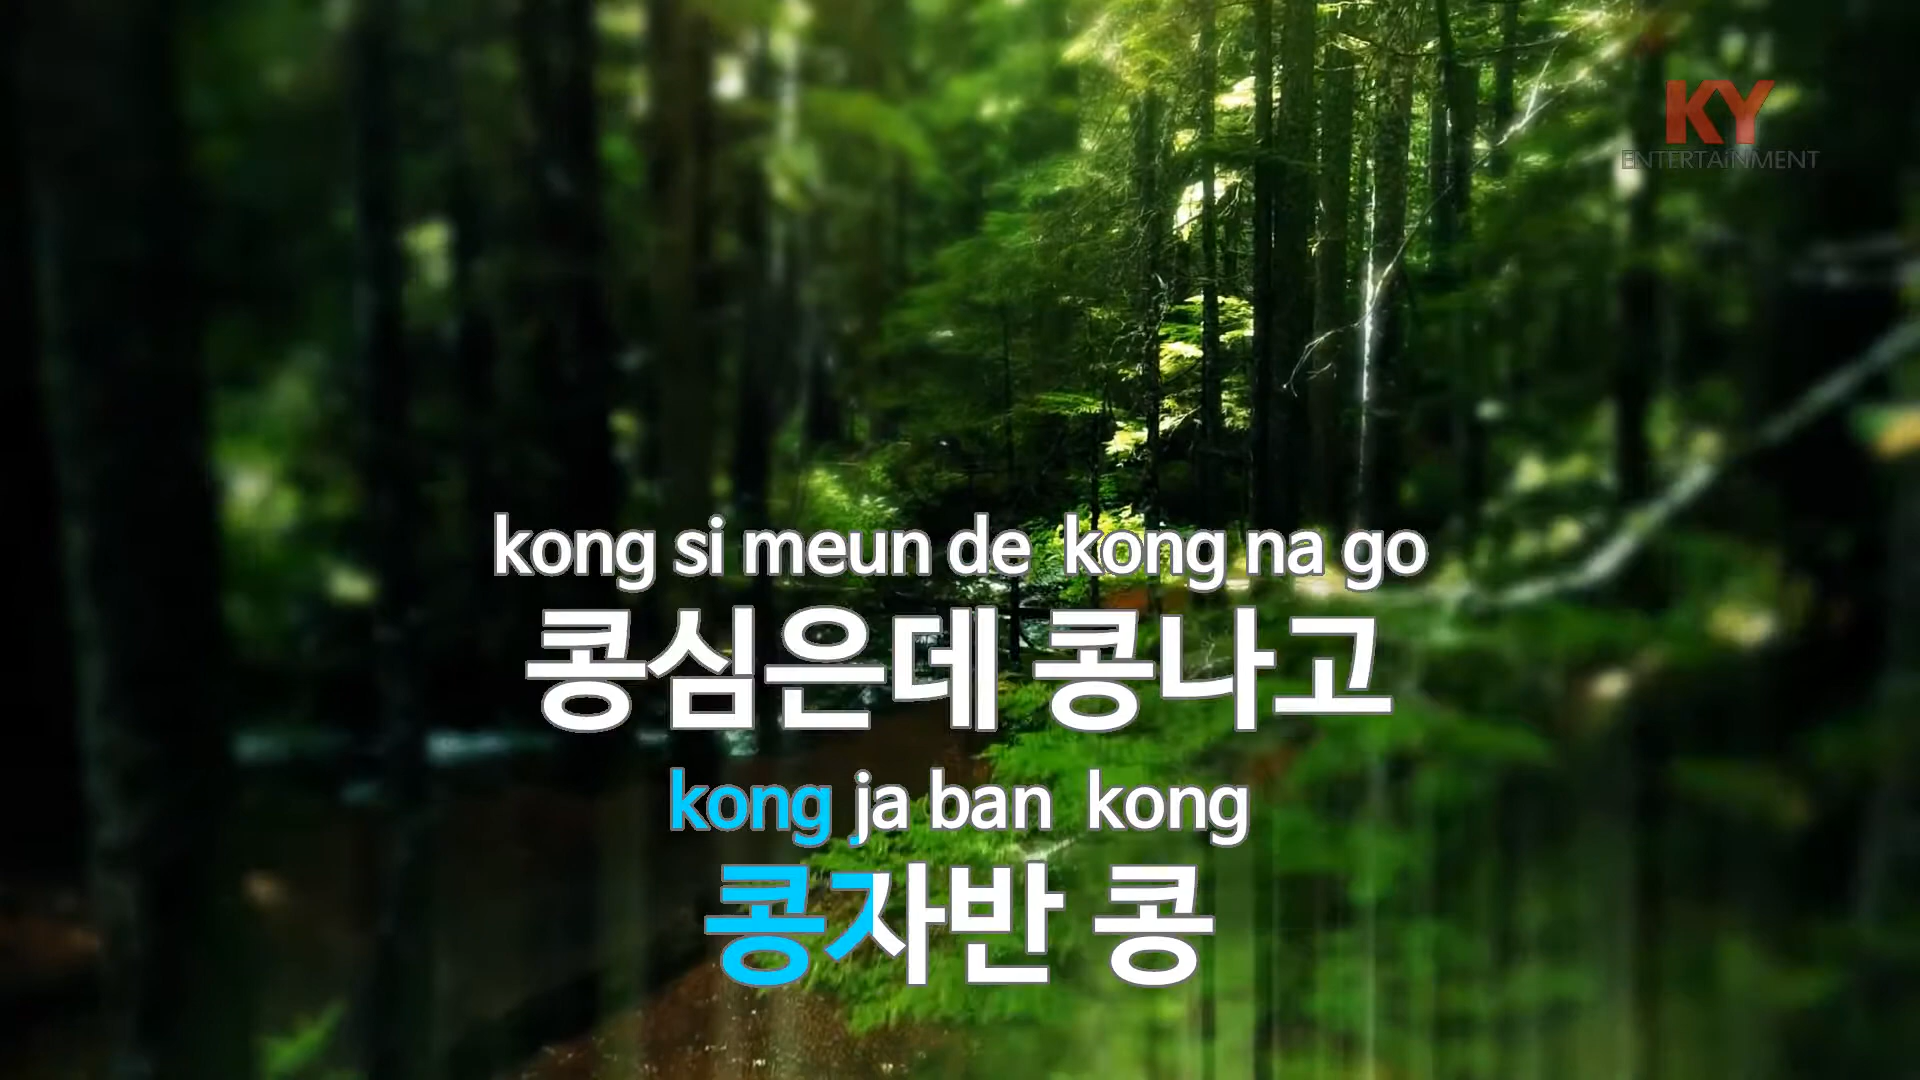 KY
ENTERTAiNMENT
kong si meun de kong na go
콩심은데 콩나고
kong ja ban kong
콩자반 콩